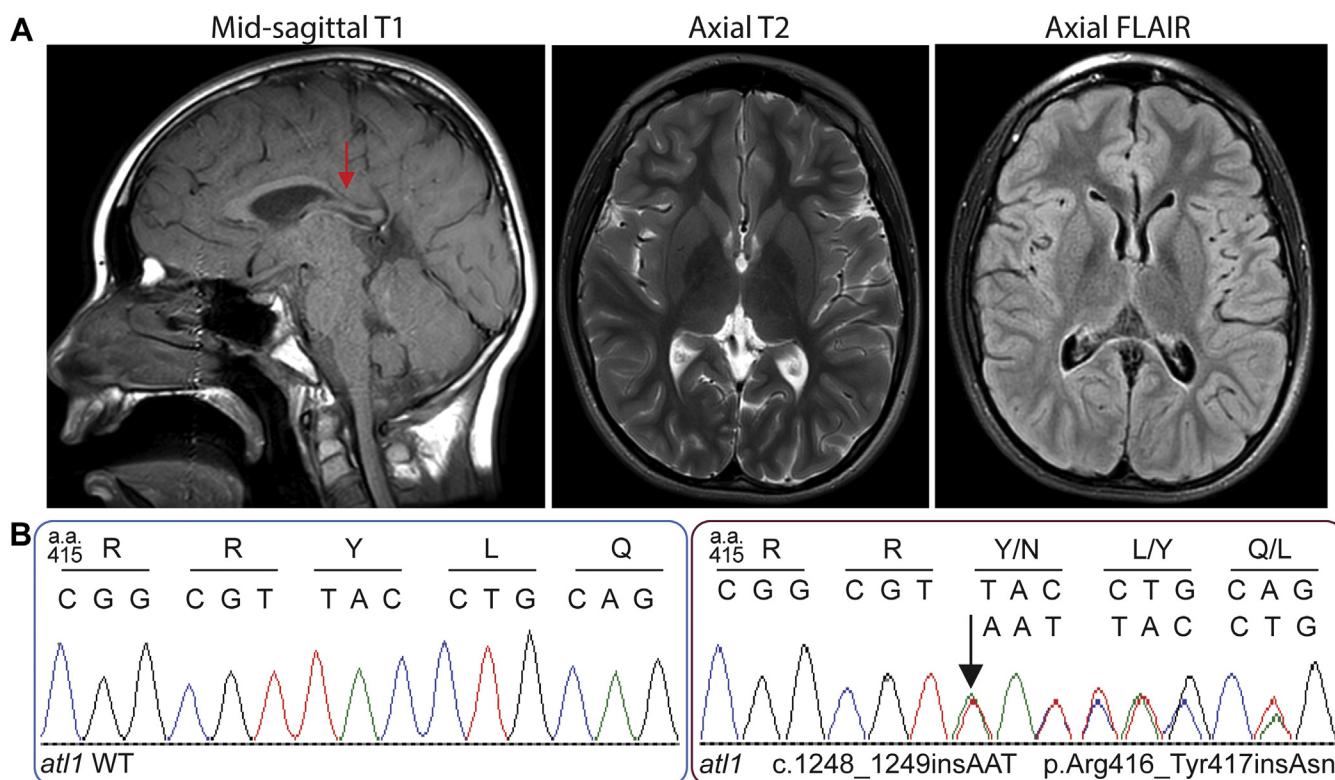 A
Mid-sagittal T1 Axial T2 Axial FLAIR
B
a.a.
415 R R Y L Q
C G G C G T T A C C T G C A G
atl1 WT
a.a.
415 R R Y/N L/Y Q/L
C G G C G T T A C C T G C A G
A A T T A C C T G
atl1 c.1248_1249insAAT p.Arg416_Tyr417insAsn